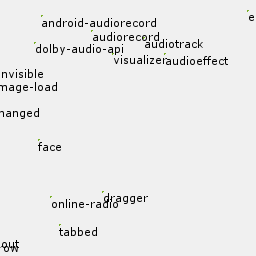 e
android-audiorecord
audiorecord
audiotrack
dolby-audio-api
visualizer
audioeffect
nvisible
mage-load
hanged
face
dragger
online-radio
tabbed
out
row